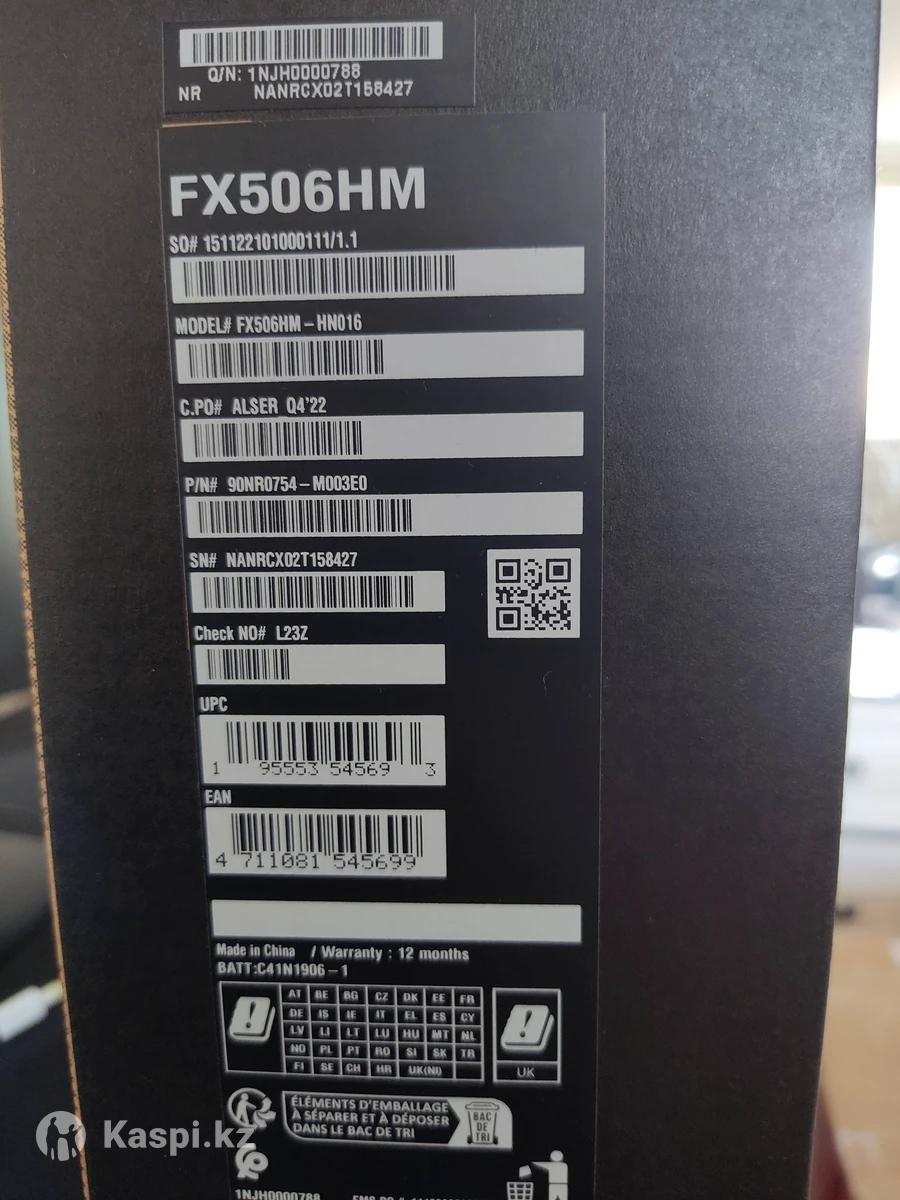 Q/N: 1NJH0000788
NR NANRCX02T158427
FX506HM
SO# 151122101000111/1.1
MODEL# FX506HM-HN016
C.PO# ALSER_Q4'22
P/N# 90NR0754-M003E0
SN# NANRCX02T158427
Check NO# L23Z
UPC
1 95553 54569 3
EAN
4 711081 545699
Made in China / Warranty : 12 months
BATT:C41N1906-1
AT BE BG CZ DK EE FR
DE IS IE IT EL ES CY
LV LI LT LU HU MT NL
NO PL PT RO SI SK TR
FI SE CH HR UK(NI)
UK
ÉLÉMENTS D'EMBALLAGE
À SÉPARER ET À DÉPOSER
DANS LE BAC DE TRI
BAC
DE
TRI
Kaspi.kz
1NJH0000788